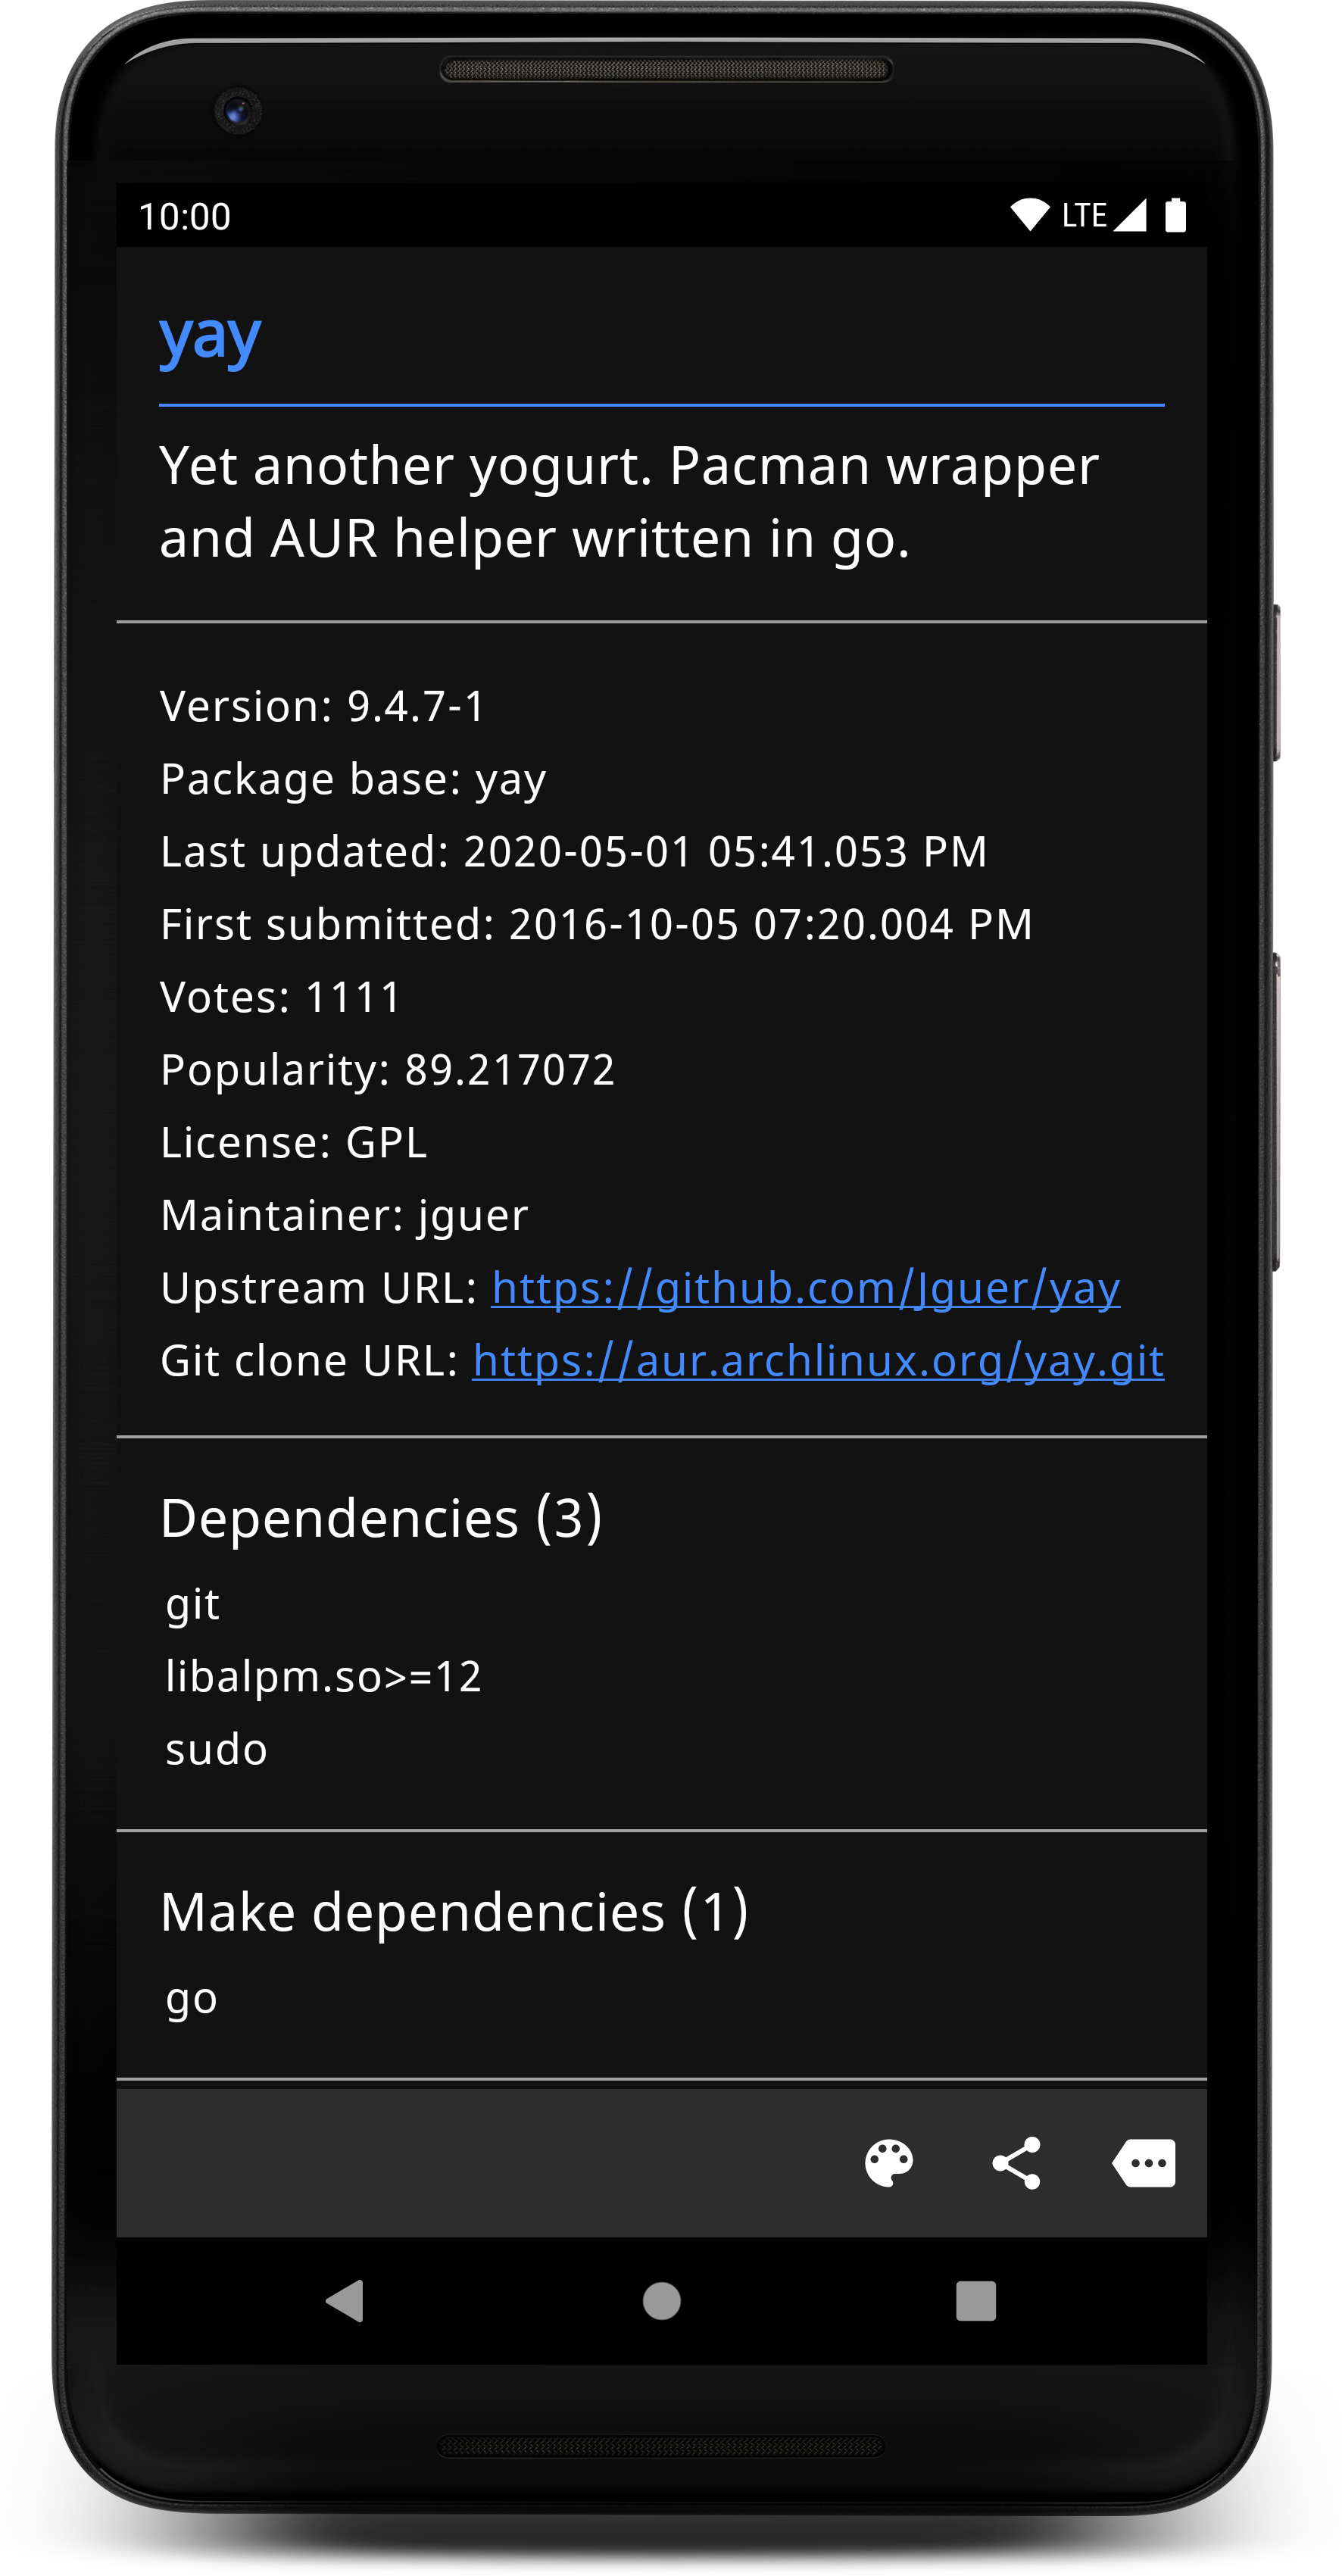 10:00 LTE
yay
Yet another yogurt. Pacman wrapper
and AUR helper written in go.
Version: 9.4.7-1
Package base: yay
Last updated: 2020-05-01 05:41.053 PM
First submitted: 2016-10-05 07:20.004 PM
Votes: 1111
Popularity: 89.217072
License: GPL
Maintainer: jguer
Upstream URL: https://github.com/Jguer/yay
Git clone URL: https://aur.archlinux.org/yay.git
Dependencies (3)
git
libalpm.so>=12
sudo
Make dependencies (1)
go